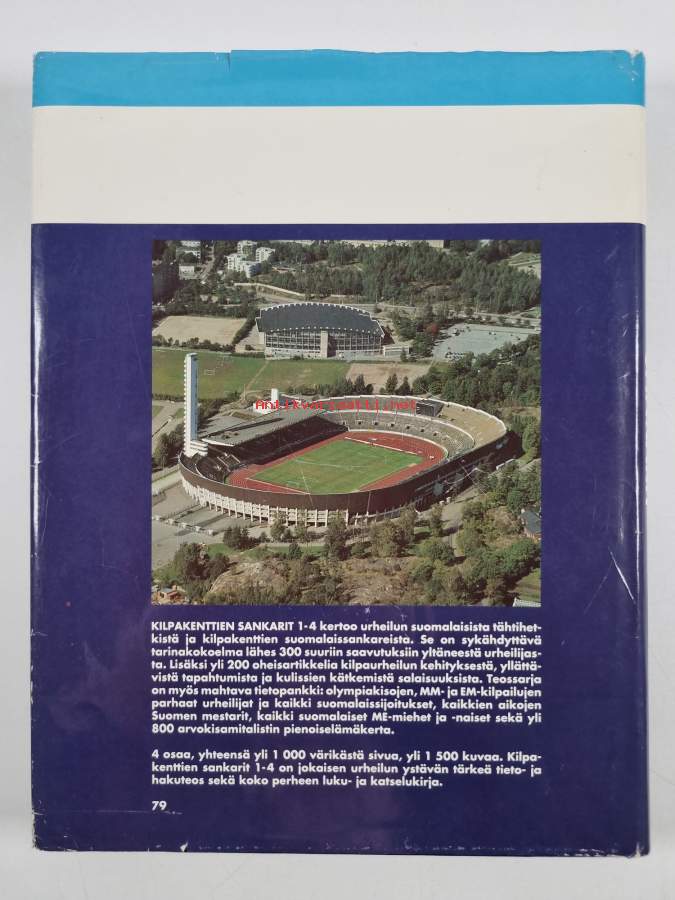 Antikvariaatti.net
KILPAKENTTIEN SANKARIT 1-4 kertoo urheilun suomalaisista tähtihet-
kistä ja kilpakenttien suomalaissankareista. Se on sykähdyttävä
tarinakokoelma lähes 300 suuriin saavutuksiin yltäneestä urheilijas-
ta. Lisäksi yli 200 oheisartikkelia kilpaurheilun kehityksestä, yllättä-
vistä tapahtumista ja kulissien kätkemistä salaisuuksista. Teossarja
on myös mahtava tietopankki: olympiakisojen, MM- ja EM-kilpailujen
parhaat urheilijat ja kaikki suomalaissijoitukset, kaikkien aikojen
Suomen mestarit, kaikki suomalaiset ME-miehet ja -naiset sekä yli
800 arvokisamitalistin pienoiselämäkerta.
4 osaa, yhteensä yli 1 000 värikästä sivua, yli 1 500 kuvaa. Kilpa-
kenttien sankarit 1-4 on jokaisen urheilun ystävän tärkeä tieto- ja
hakuteos sekä koko perheen luku- ja katselukirja.
79